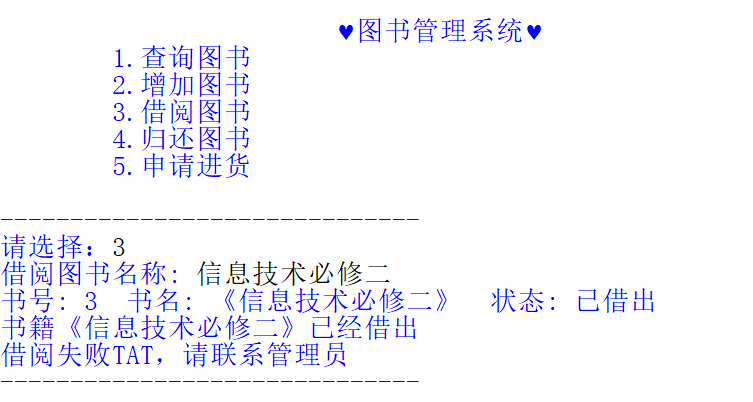 ♥图书管理系统♥
1.查询图书
2.增加图书
3.借阅图书
4.归还图书
5.申请进货
------------------------------
请选择：3
借阅图书名称: 信息技术必修二
书号: 3  书名: 《信息技术必修二》  状态: 已借出
书籍《信息技术必修二》已经借出
借阅失败TAT，请联系管理员
------------------------------